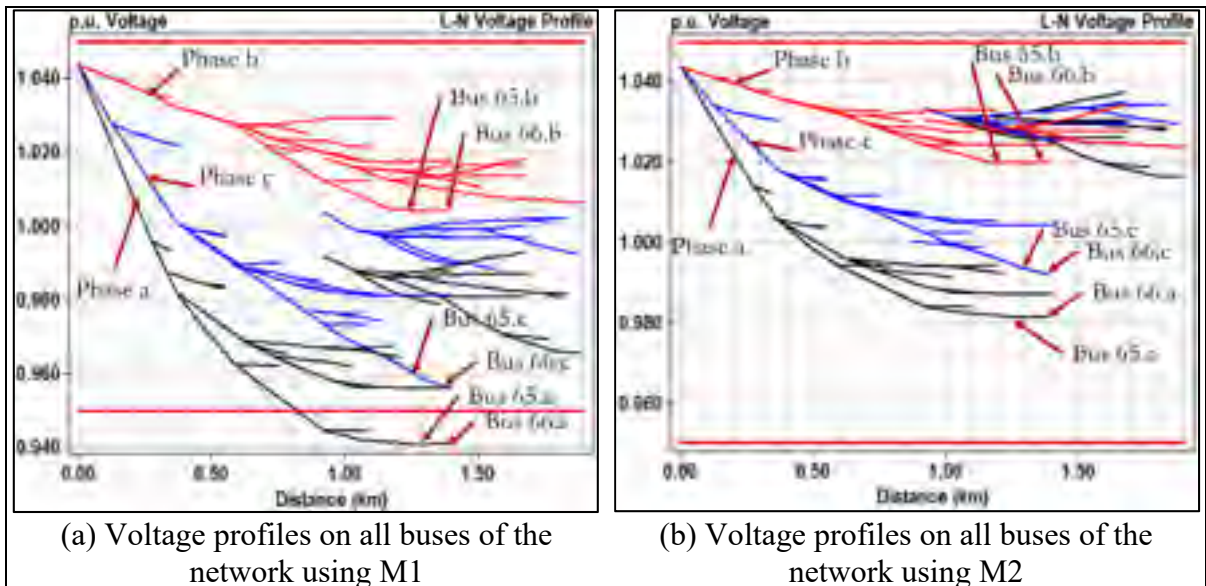 p.u. Voltage
L-N Voltage Profile
1.040
1.020
1.000
0.980
0.960
0.940
Phase b
Phase c
Phase a
Bus 65.b
Bus 66.b
Bus 65.c
Bus 66.c
Bus 65.a
Bus 66.a
0.00
0.50
1.00
1.50
Distance (km)
(a) Voltage profiles on all buses of the
network using M1
p.u. Voltage
L-N Voltage Profile
1.040
1.020
1.000
0.980
0.960
Phase b
Phase c
Phase a
Bus 55.b
Bus 66.b
Bus 65.c
Bus 66.c
Bus 66.a
Bus 65.a
0.00
0.50
1.00
1.50
Distance (km)
(b) Voltage profiles on all buses of the
network using M2